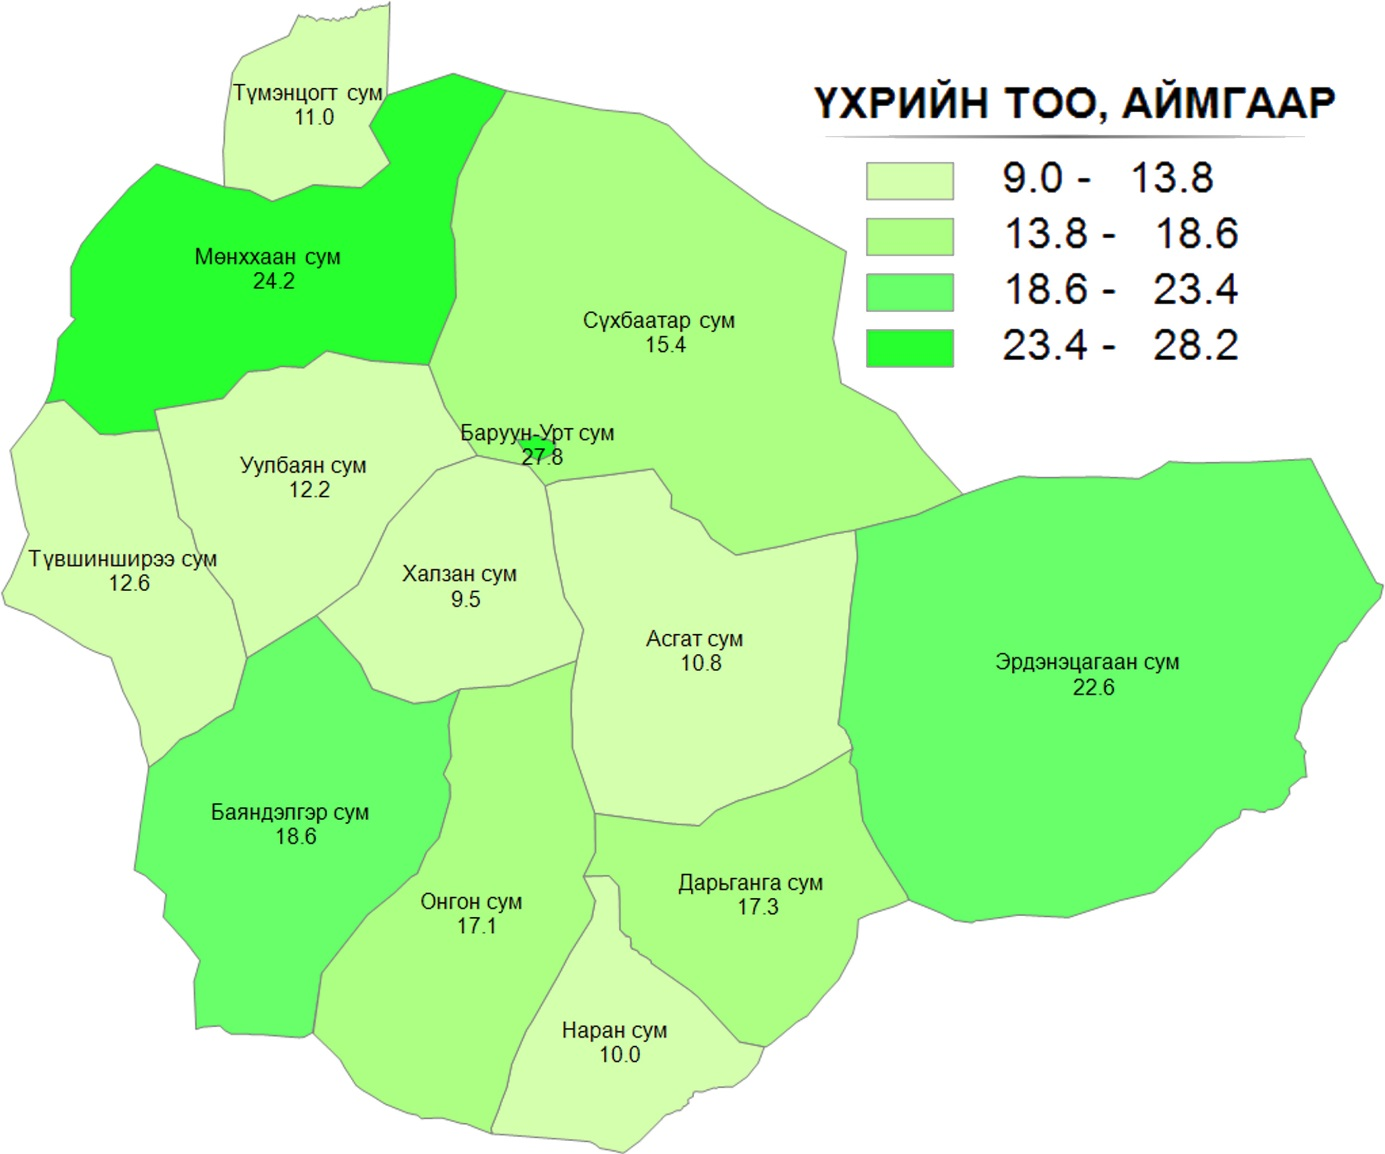 ҮХРИЙН ТОО, АЙМГААР
9.0 - 13.8
13.8 - 18.6
18.6 - 23.4
23.4 - 28.2
Түмэнцогт сум
11.0
Мөнххаан сум
24.2
Сүхбаатар сум
15.4
Баруун-Урт сум
27.8
Уулбаян сум
12.2
Түвшинширээ сум
12.6
Халзан сум
9.5
Асгат сум
10.8
Эрдэнэцагаан сум
22.6
Баяндэлгэр сум
18.6
Онгон сум
17.1
Дарьганга сум
17.3
Наран сум
10.0